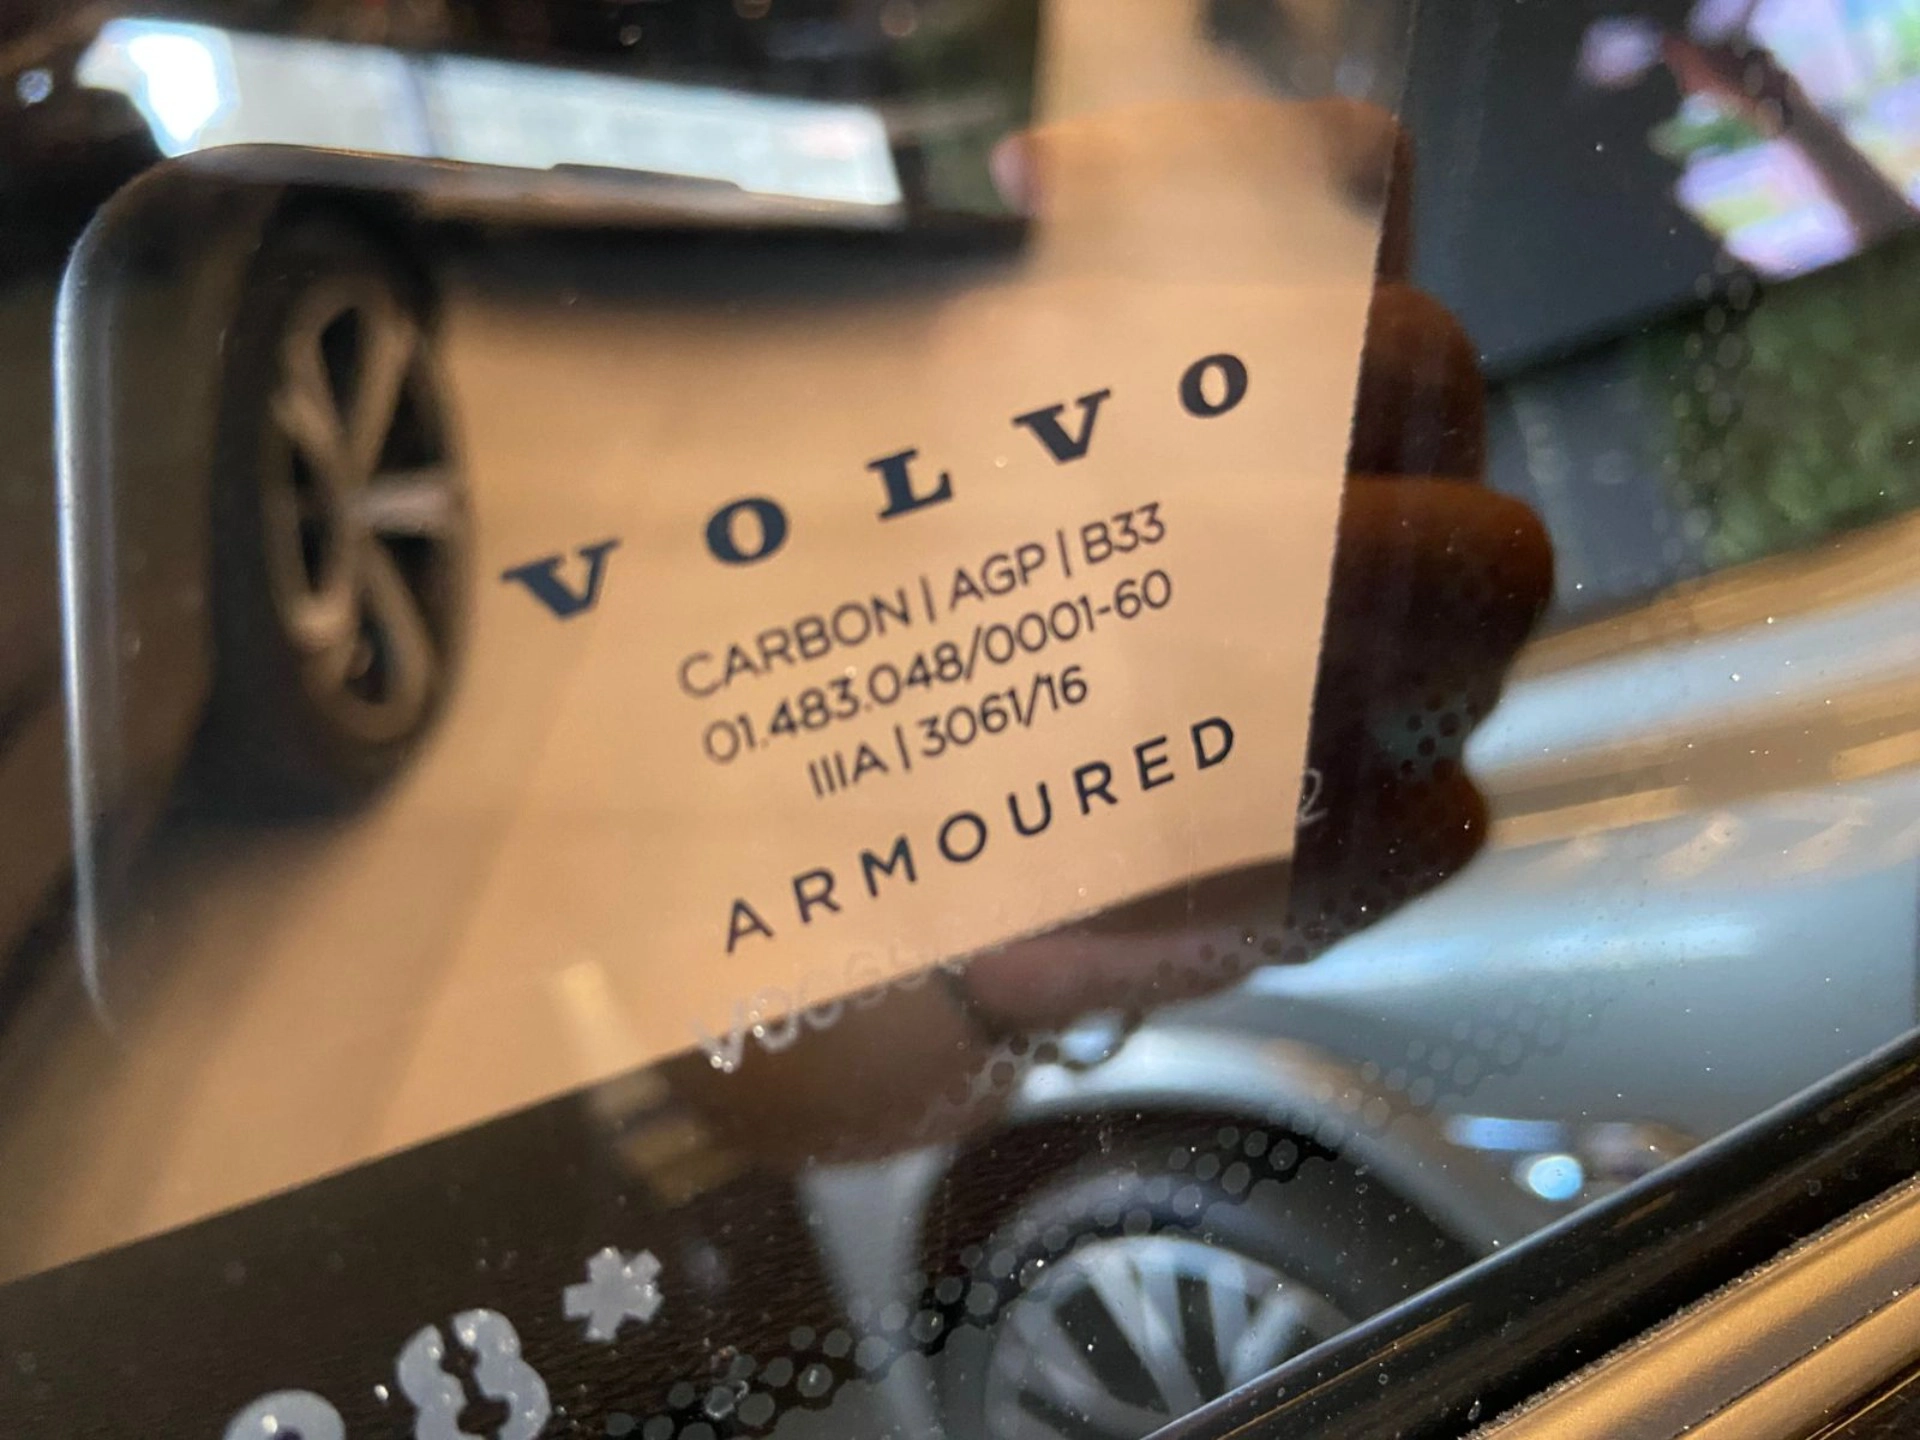 VOLVO
CARBON | AGP | B33
01.483.048/0001-60
IIIA | 3061/16
ARMOURED